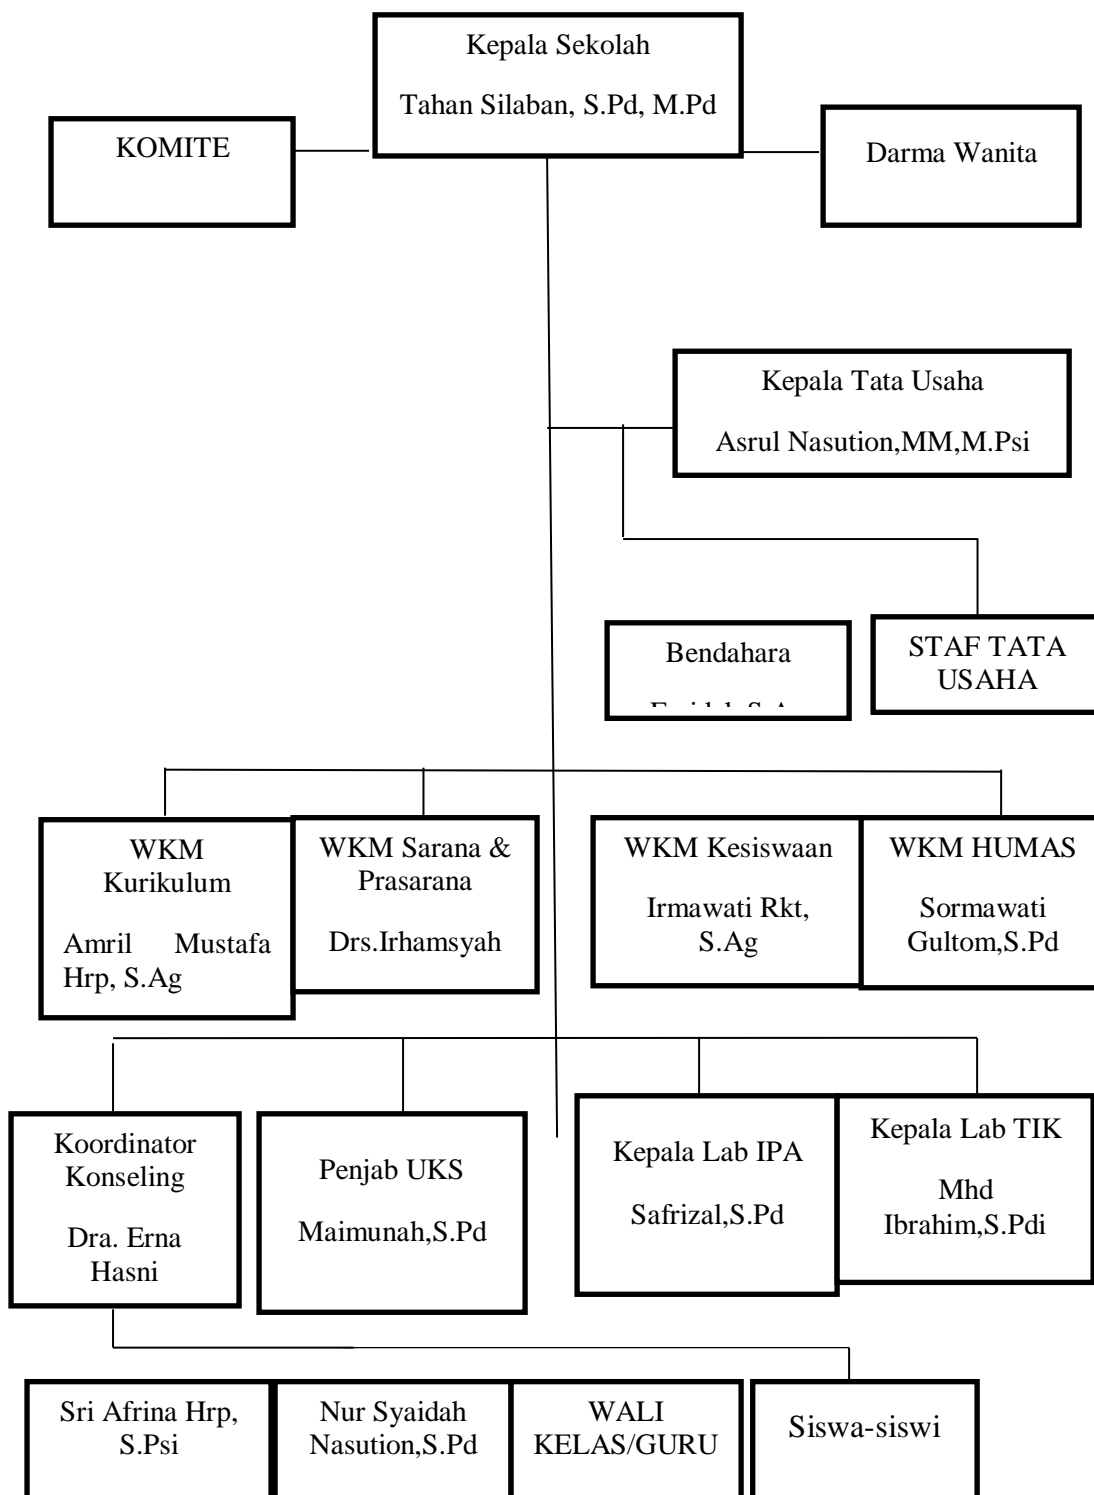 Kepala Sekolah
Tahan Silaban, S.Pd, M.Pd
KOMITE
Darma Wanita
Kepala Tata Usaha
Asrul Nasution,MM,M.Psi
Bendahara
STAF TATA
USAHA
WKM
Kurikulum
Amril Mustafa
Hrp, S.Ag
WKM Sarana &
Prasarana
Drs.Irhamsyah
WKM Kesiswaan
Irmawati Rkt,
S.Ag
WKM HUMAS
Sormawati
Gultom,S.Pd
Koordinator
Konseling
Dra. Erna
Hasni
Penjab UKS
Maimunah,S.Pd
Kepala Lab IPA
Safrizal,S.Pd
Kepala Lab TIK
Mhd
Ibrahim,S.Pdi
Sri Afrina Hrp,
S.Psi
Nur Syaidah
Nasution,S.Pd
WALI
KELAS/GURU
Siswa-siswi